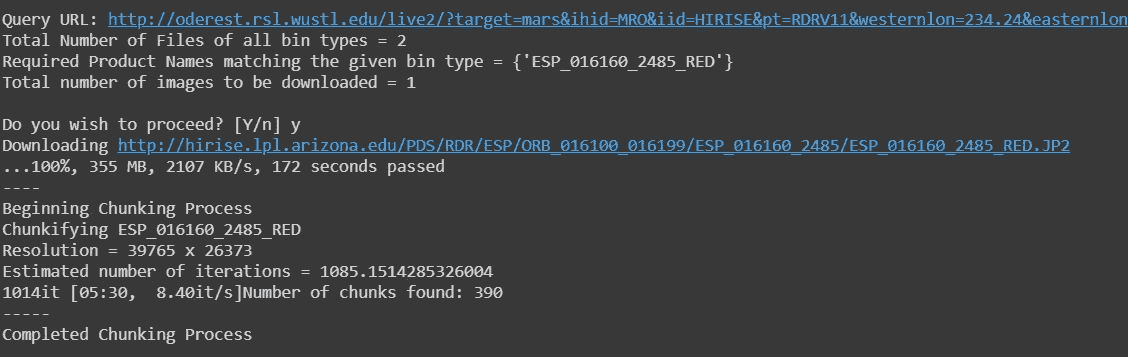 Query URL: http://oderest.rsl.wustl.edu/live2/?target=mars&ihid=MRO&iid=HIRISE&pt=RDRV11&westernlon=234.24&easternlon
Total Number of Files of all bin types = 2
Required Product Names matching the given bin type = {'ESP_016160_2485_RED'}
Total number of images to be downloaded = 1
Do you wish to proceed? [Y/n] y
Downloading http://hirise.lpl.arizona.edu/PDS/RDR/ESP/ORB_016100_016199/ESP_016160_2485/ESP_016160_2485_RED.JP2
...100%, 355 MB, 2107 KB/s, 172 seconds passed
----
Beginning Chunking Process
Chunkifying ESP_016160_2485_RED
Resolution = 39765 x 26373
Estimated number of iterations = 1085.1514285326004
1014it [05:30,  8.40it/s]Number of chunks found: 390
-----
Completed Chunking Process